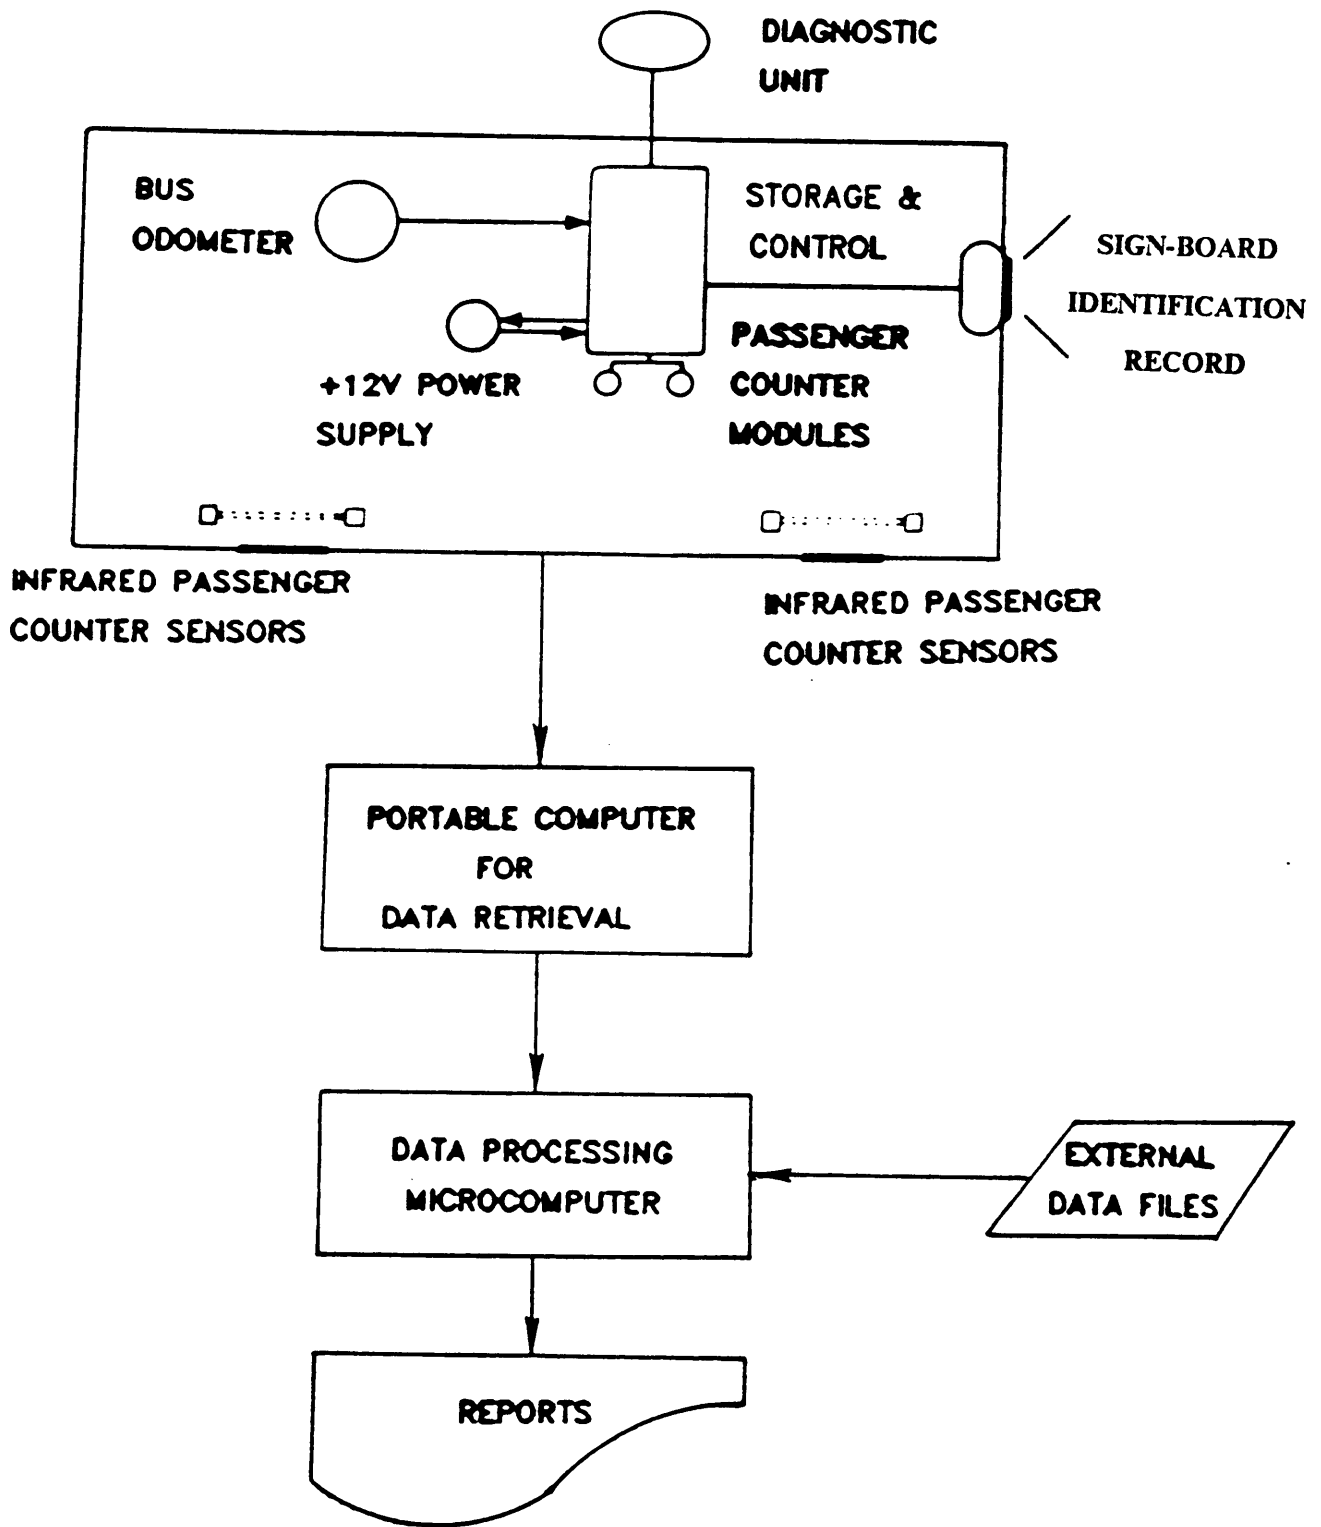 DIAGNOSTIC
UNIT
BUS
ODOMETER
STORAGE &
CONTROL
SIGN-BOARD
IDENTIFICATION
RECORD
+12V POWER
SUPPLY
PASSENGER
COUNTER
MODULES
INFRARED PASSENGER
COUNTER SENSORS
INFRARED PASSENGER
COUNTER SENSORS
PORTABLE COMPUTER
FOR
DATA RETRIEVAL
DATA PROCESSING
MICROCOMPUTER
EXTERNAL
DATA FILES
REPORTS